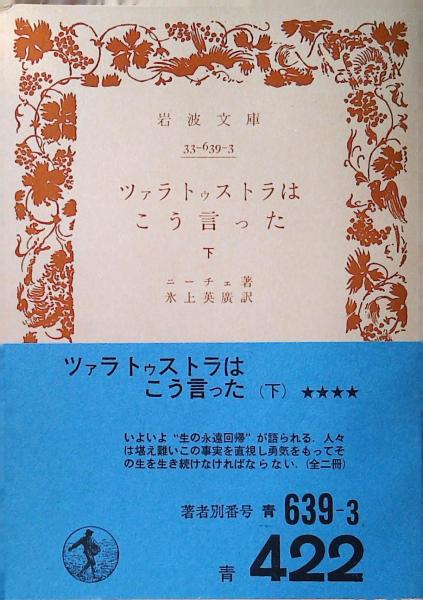 岩波文庫
33-639-3
ツァラトゥストラは
こう言った
下
ニーチェ著
氷上英廣訳
ツァラトゥストラは
こう言った（下）★★★★
いよいよ“生の永遠回帰”が語られる．人々
は堪え難いこの事実を直視し勇気をもってそ
の生を生き続けなければならない．（全二冊）
著者別番号 青 639-3
青 422